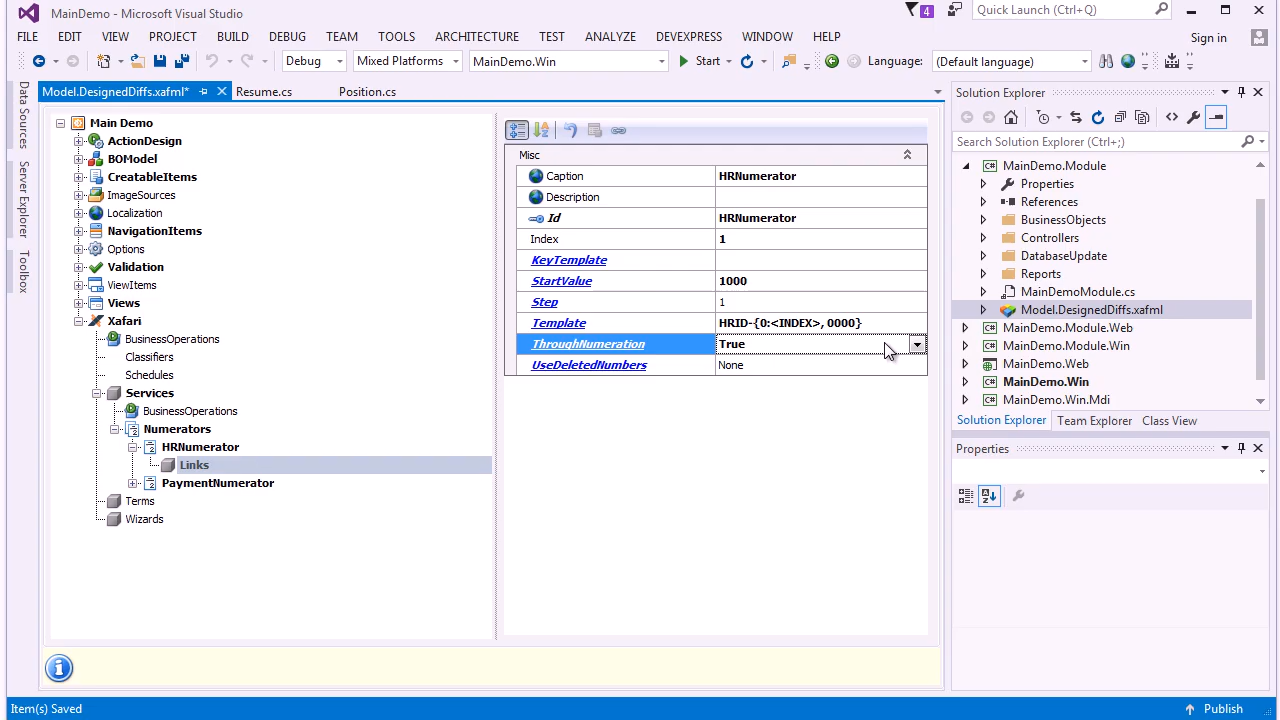 MainDemo - Microsoft Visual Studio
4
Quick Launch (Ctrl+Q)
FILE EDIT VIEW PROJECT BUILD DEBUG TEAM TOOLS ARCHITECTURE TEST ANALYZE DEVEXPRESS WINDOW HELP
Sign in
Debug Mixed Platforms MainDemo.Win Start Language: (Default language)
Data Sources
Server Explorer
Toolbox
Model.DesignedDiffs.xafml* Resume.cs Position.cs
Main Demo
ActionDesign
BOModel
CreatableItems
ImageSources
Localization
NavigationItems
Options
Validation
ViewItems
Views
Xafari
BusinessOperations
Classifiers
Schedules
Services
BusinessOperations
Numerators
HRNumerator
Links
PaymentNumerator
Terms
Wizards
Misc
Caption HRNumerator
Description
Id HRNumerator
Index 1
KeyTemplate
StartValue 1000
Step 1
Template HRID-{0:<INDEX>,0000}
ThroughNumeration True
UseDeletedNumbers None
Solution Explorer
Search Solution Explorer (Ctrl+;)
MainDemo.Module
Properties
References
BusinessObjects
Controllers
DatabaseUpdate
Reports
MainDemoModule.cs
Model.DesignedDiffs.xafml
MainDemo.Module.Web
MainDemo.Module.Win
MainDemo.Web
MainDemo.Win
MainDemo.Win.Mdi
Solution Explorer Team Explorer Class View
Properties
Item(s) Saved
Publish